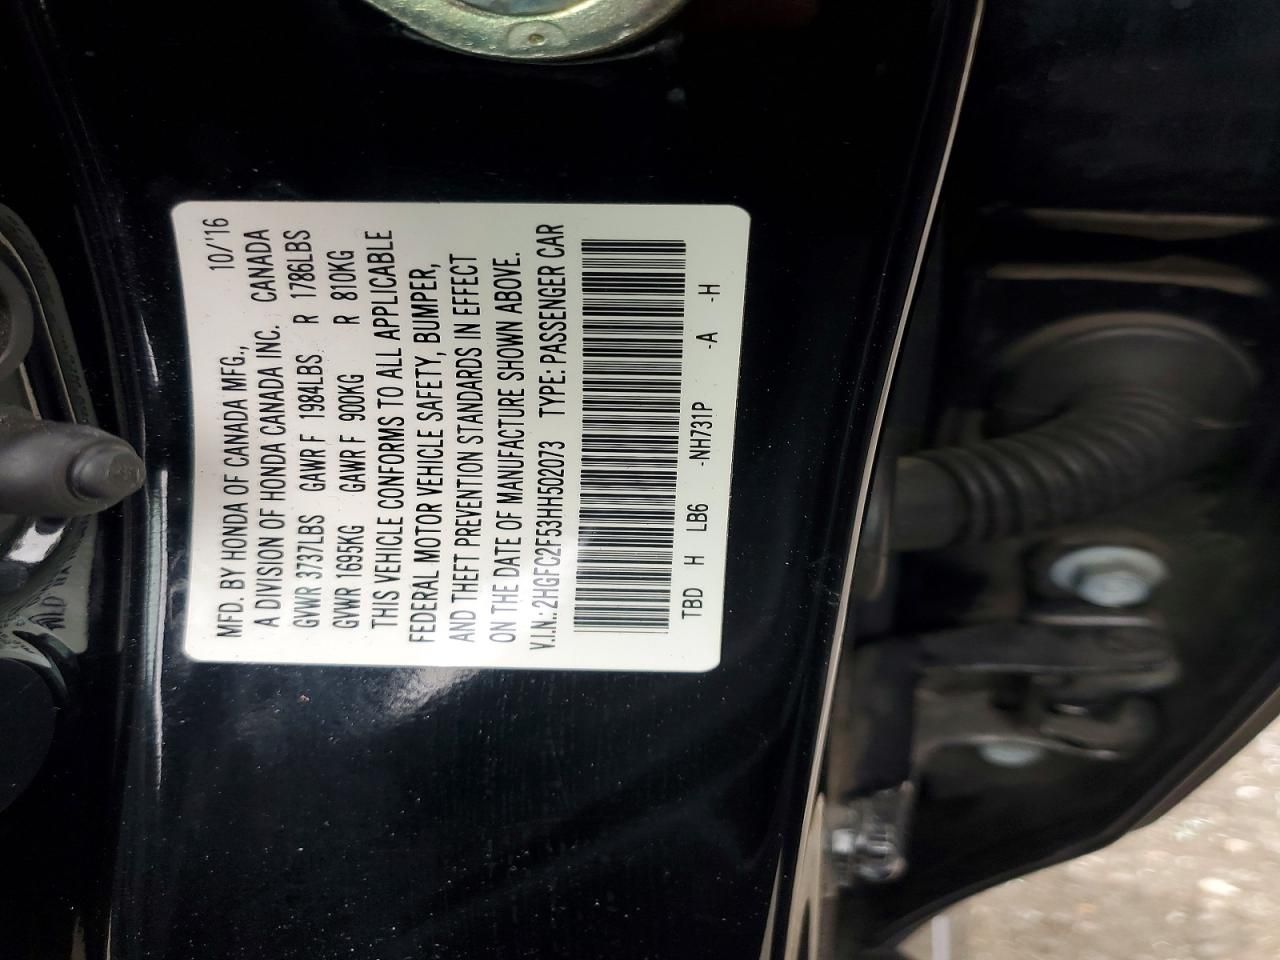 MFD. BY HONDA OF CANADA MFG., 10/'16
A DIVISION OF HONDA CANADA INC. CANADA
GVWR 3737LBS GAWR F 1984LBS R 1786LBS
GVWR 1695KG GAWR F 900KG R 810KG
THIS VEHICLE CONFORMS TO ALL APPLICABLE
FEDERAL MOTOR VEHICLE SAFETY, BUMPER,
AND THEFT PREVENTION STANDARDS IN EFFECT
ON THE DATE OF MANUFACTURE SHOWN ABOVE.
V.I.N.: 2HGFC2F53HH502073 TYPE: PASSENGER CAR
TBD H LB6 -NH731P -A -H